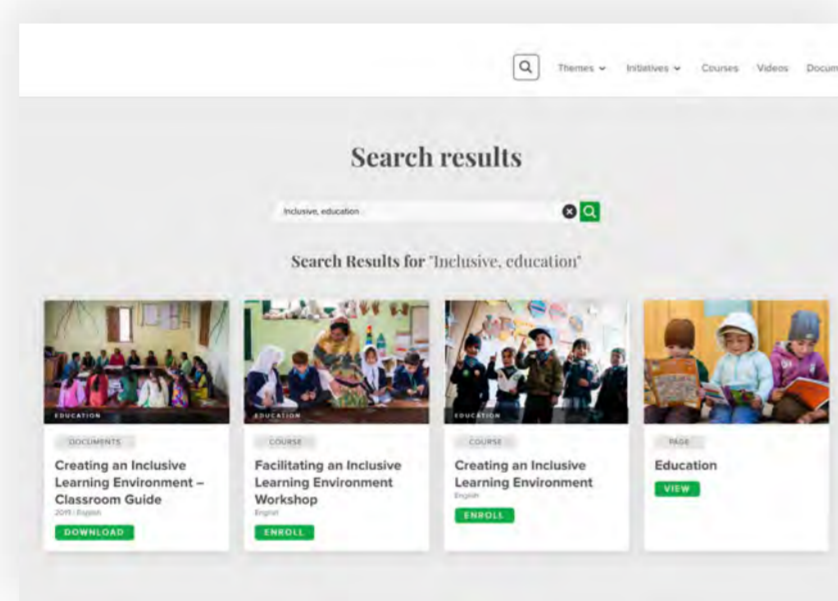 Themes Initiatives Courses Videos Docum
Search results
Inclusive, education
Search Results for "Inclusive, education"
EDUCATION
DOCUMENTS
Creating an Inclusive
Learning Environment –
Classroom Guide
2019 | English
DOWNLOAD
EDUCATION
COURSE
Facilitating an Inclusive
Learning Environment
Workshop
English
ENROLL
EDUCATION
COURSE
Creating an Inclusive
Learning Environment
English
ENROLL
PAGE
Education
VIEW